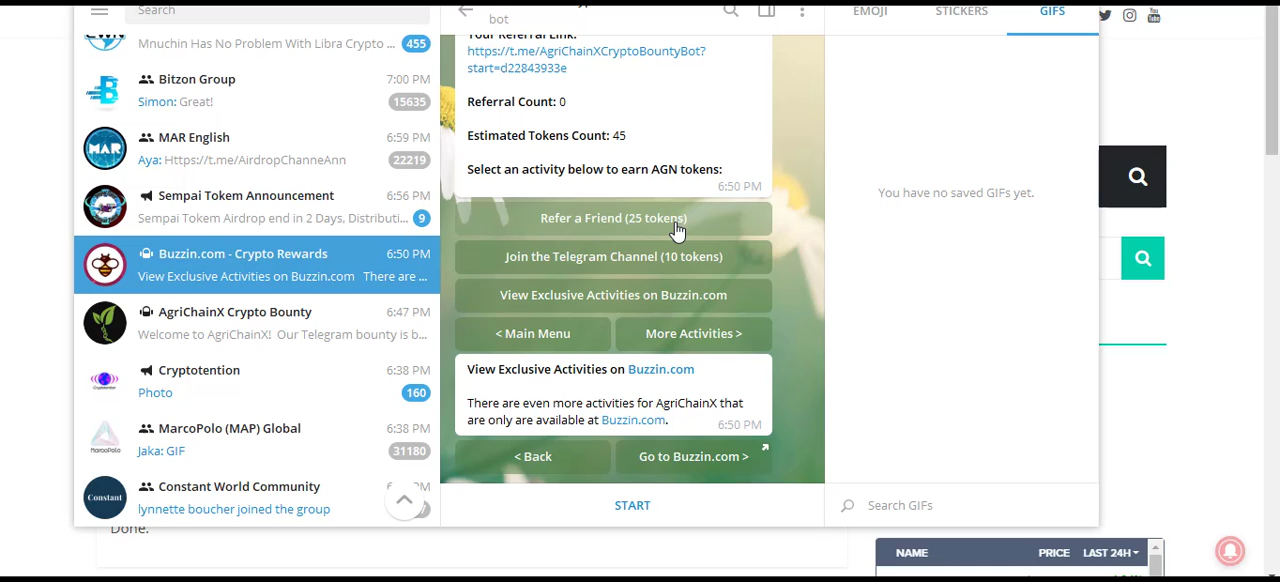 Search
bot
EMOJI
STICKERS
GIFS
Mnuchin Has No Problem With Libra Crypto ...
455
Bitzon Group
7:00 PM
Simon: Great!
15635
MAR English
6:59 PM
Aya: Https://t.me/AirdropChanneAnn
22219
Sempai Tokem Announcement
6:56 PM
Sempai Tokem Airdrop end in 2 Days, Distributi...
9
Buzzin.com - Crypto Rewards
6:50 PM
View Exclusive Activities on Buzzin.com There are ...
AgriChainX Crypto Bounty
6:47 PM
Welcome to AgriChainX! Our Telegram bounty is b...
Cryptotention
6:38 PM
Photo
160
MarcoPolo (MAP) Global
6:38 PM
Jaka: GIF
31180
Constant
Constant World Community
lynnette boucher joined the group
Your Referral Link:
https://t.me/AgriChainXCryptoBountyBot?
start=d22843933e
Referral Count: 0
Estimated Tokens Count: 45
Select an activity below to earn AGN tokens:
6:50 PM
Refer a Friend (25 tokens)
Join the Telegram Channel (10 tokens)
View Exclusive Activities on Buzzin.com
< Main Menu
More Activities >
View Exclusive Activities on Buzzin.com
There are even more activities for AgriChainX that
are only are available at Buzzin.com.
6:50 PM
< Back
Go to Buzzin.com >
START
You have no saved GIFs yet.
Search GIFs
Done.
NAME
PRICE
LAST 24H
You